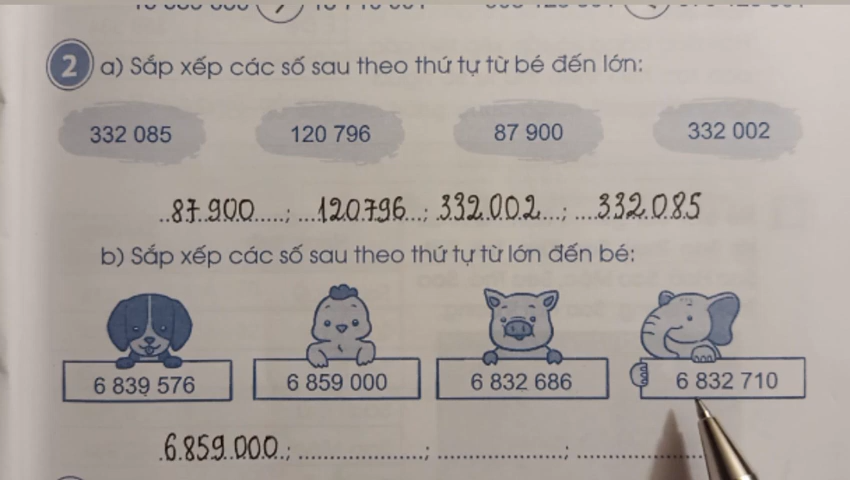 2 a) Sắp xếp các số sau theo thứ tự từ bé đến lớn:
332 085 120 796 87 900 332 002
..87.900.....; ...120796...; 332.002...; ....332.085
b) Sắp xếp các số sau theo thứ tự từ lớn đến bé:
6 839 576 6 859 000 6 832 686 6 832 710
.6.859.000.; ......................; ......................; ......................